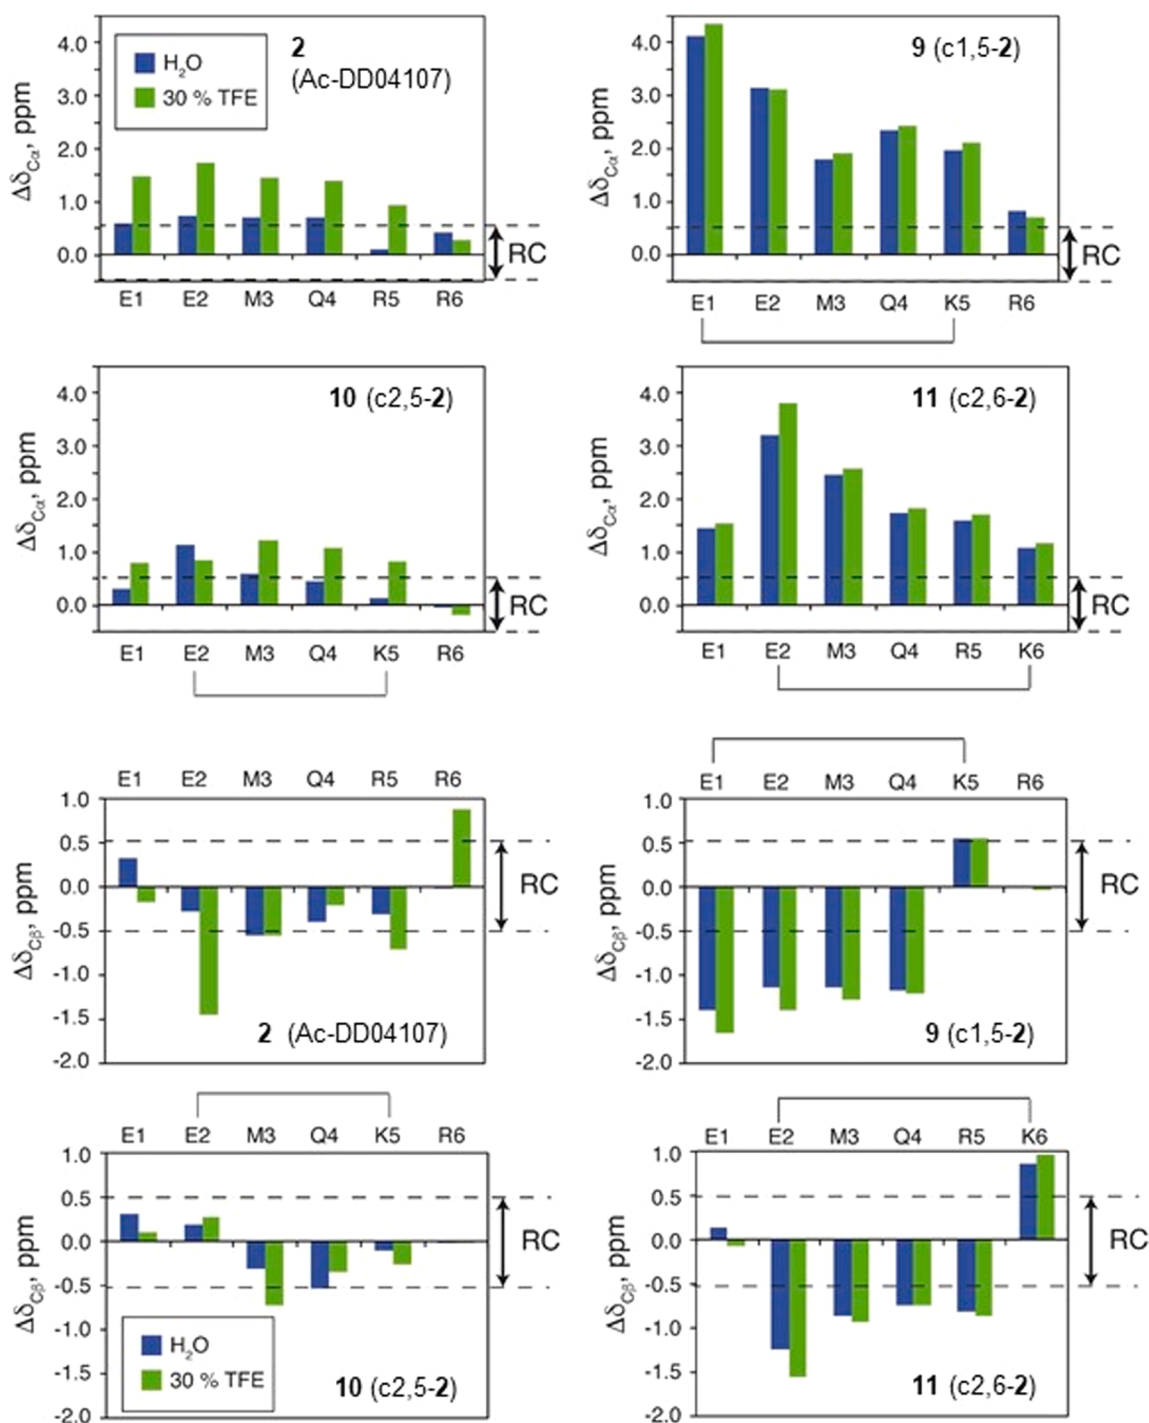 H₂O
30 % TFE
2
(Ac-DD04107)
4.0
3.0
2.0
1.0
0.0
ΔδCα, ppm
RC
E1 E2 M3 Q4 R5 R6
9 (c1,5-2)
4.0
3.0
2.0
1.0
0.0
ΔδCα, ppm
RC
E1 E2 M3 Q4 K5 R6
10 (c2,5-2)
4.0
3.0
2.0
1.0
0.0
ΔδCα, ppm
RC
E1 E2 M3 Q4 K5 R6
11 (c2,6-2)
4.0
3.0
2.0
1.0
0.0
ΔδCα, ppm
RC
E1 E2 M3 Q4 R5 K6
E1 E2 M3 Q4 R5 R6
1.0
0.5
0.0
-0.5
-1.0
-1.5
-2.0
ΔδCβ, ppm
RC
2 (Ac-DD04107)
E1 E2 M3 Q4 K5 R6
1.0
0.5
0.0
-0.5
-1.0
-1.5
-2.0
ΔδCβ, ppm
RC
9 (c1,5-2)
E1 E2 M3 Q4 K5 R6
1.0
0.5
0.0
-0.5
-1.0
-1.5
-2.0
ΔδCβ, ppm
RC
H₂O
30 % TFE
10 (c2,5-2)
E1 E2 M3 Q4 R5 K6
1.0
0.5
0.0
-0.5
-1.0
-1.5
-2.0
ΔδCβ, ppm
RC
11 (c2,6-2)